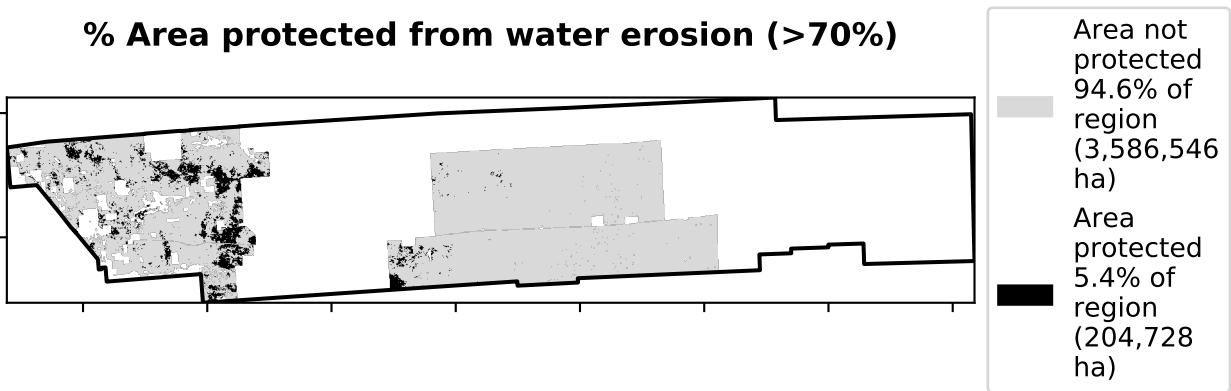 % Area protected from water erosion (>70%)
Area not
protected
94.6% of
region
(3,586,546
ha)
Area
protected
5.4% of
region
(204,728
ha)